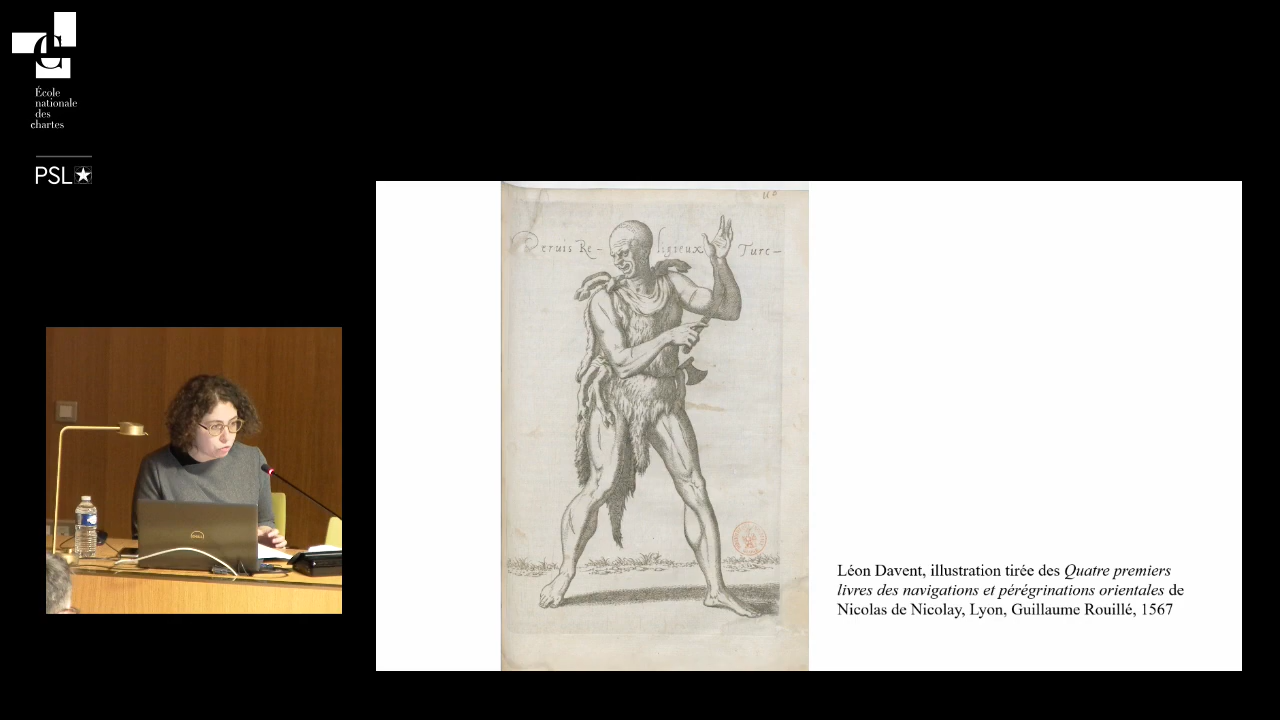 École
nationale
des
chartes
PSL
Deruis Re- ligieux Turc-
Léon Davent, illustration tirée des Quatre premiers
livres des navigations et pérégrinations orientales de
Nicolas de Nicolay, Lyon, Guillaume Rouillé, 1567